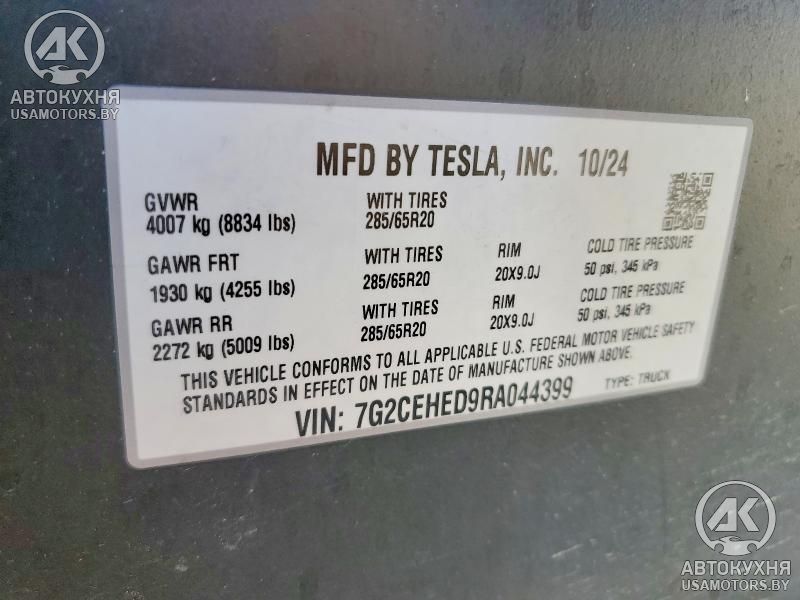 АК
АВТОКУХНЯ
USAMOTORS.BY
MFD BY TESLA, INC. 10/24
GVWR
4007 kg (8834 lbs)
WITH TIRES
285/65R20
GAWR FRT
1930 kg (4255 lbs)
WITH TIRES
285/65R20
RIM
20X9.0J
COLD TIRE PRESSURE
50 psi, 345 kPa
GAWR RR
2272 kg (5009 lbs)
WITH TIRES
285/65R20
RIM
20X9.0J
COLD TIRE PRESSURE
50 psi, 345 kPa
THIS VEHICLE CONFORMS TO ALL APPLICABLE U.S. FEDERAL MOTOR VEHICLE SAFETY
STANDARDS IN EFFECT ON THE DATE OF MANUFACTURE SHOWN ABOVE.
VIN: 7G2CEHED9RA044399
TYPE: TRUCK
АК
АВТОКУХНЯ
USAMOTORS.BY